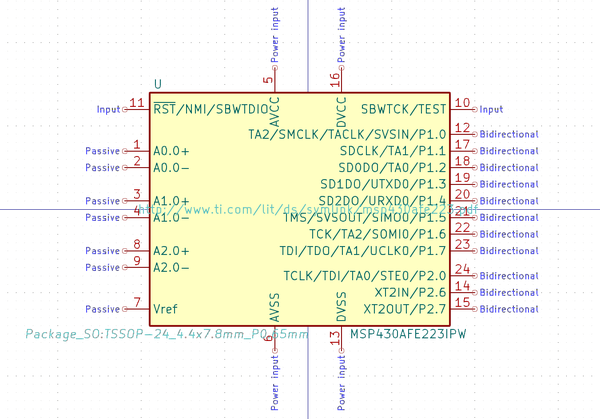 Power input
Power input
5
16
U
AVCC
DVCC
Input 11 RST/NMI/SBWTDIO
SBWTCK/TEST 10 Input
TA2/SMCLK/TACLK/SVSIN/P1.0 12 Bidirectional
Passive 1 A0.0+
SDCLK/TA1/P1.1 17 Bidirectional
Passive 2 A0.0-
SD0DO/TA0/P1.2 18 Bidirectional
SD1DO/UTXD0/P1.3 19 Bidirectional
Passive 3 A1.0+
SD2DO/URXD0/P1.4 20 Bidirectional
http://www.ti.com/lit/ds/symlink/msp430afe223.pdf
Passive 4 A1.0-
TMS/SVSOUT/SIMO0/P1.5 21 Bidirectional
TCK/TA2/SOMI0/P1.6 22 Bidirectional
Passive 8 A2.0+
TDI/TDO/TA1/UCLK0/P1.7 23 Bidirectional
Passive 9 A2.0-
TCLK/TDI/TA0/STE0/P2.0 24 Bidirectional
XT2IN/P2.6 14 Bidirectional
Passive 7 Vref
XT2OUT/P2.7 15 Bidirectional
AVSS
DVSS
Package_SO:TSSOP-24_4.4x7.8mm_P0.65mm
MSP430AFE223IPW
6
13
Power input
Power input